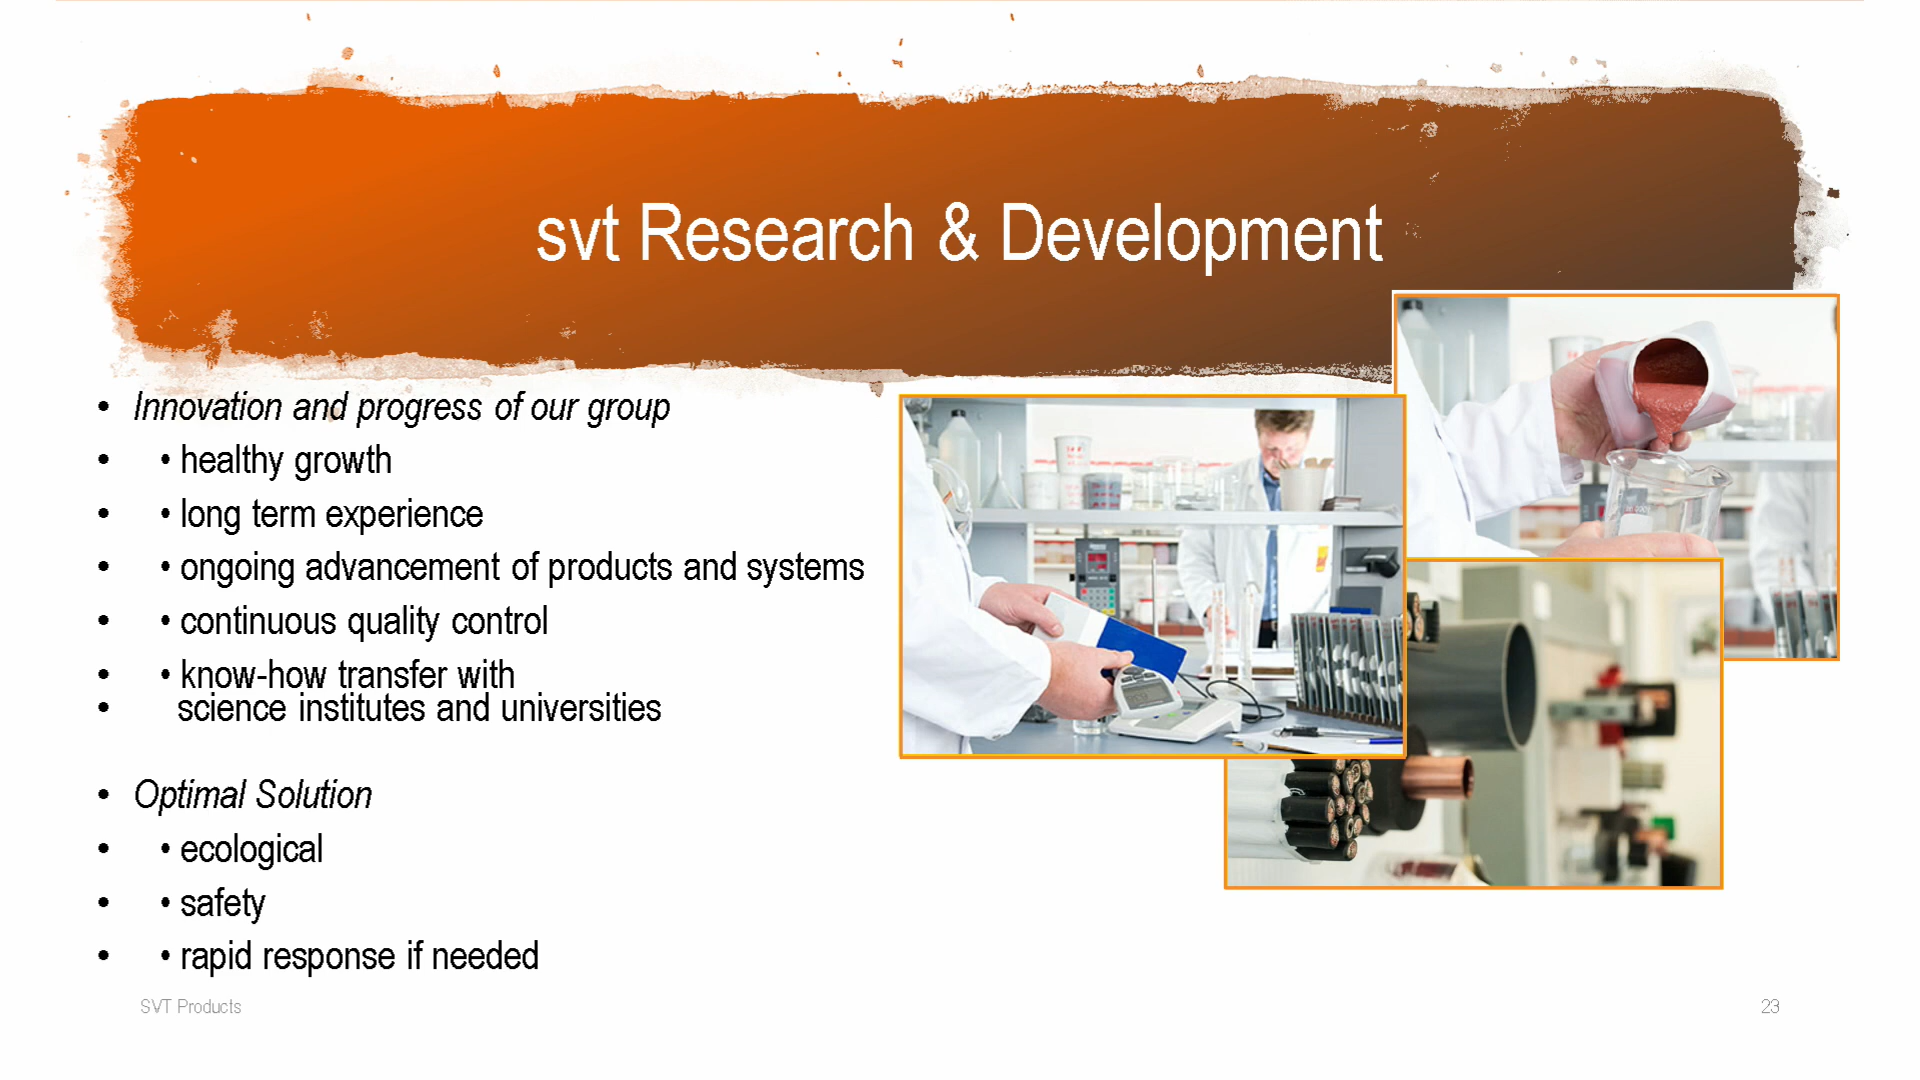 svt Research & Development
• Innovation and progress of our group
• • healthy growth
• • long term experience
• • ongoing advancement of products and systems
• • continuous quality control
• • know-how transfer with
• science institutes and universities
• Optimal Solution
• • ecological
• • safety
• • rapid response if needed
SVT Products
23